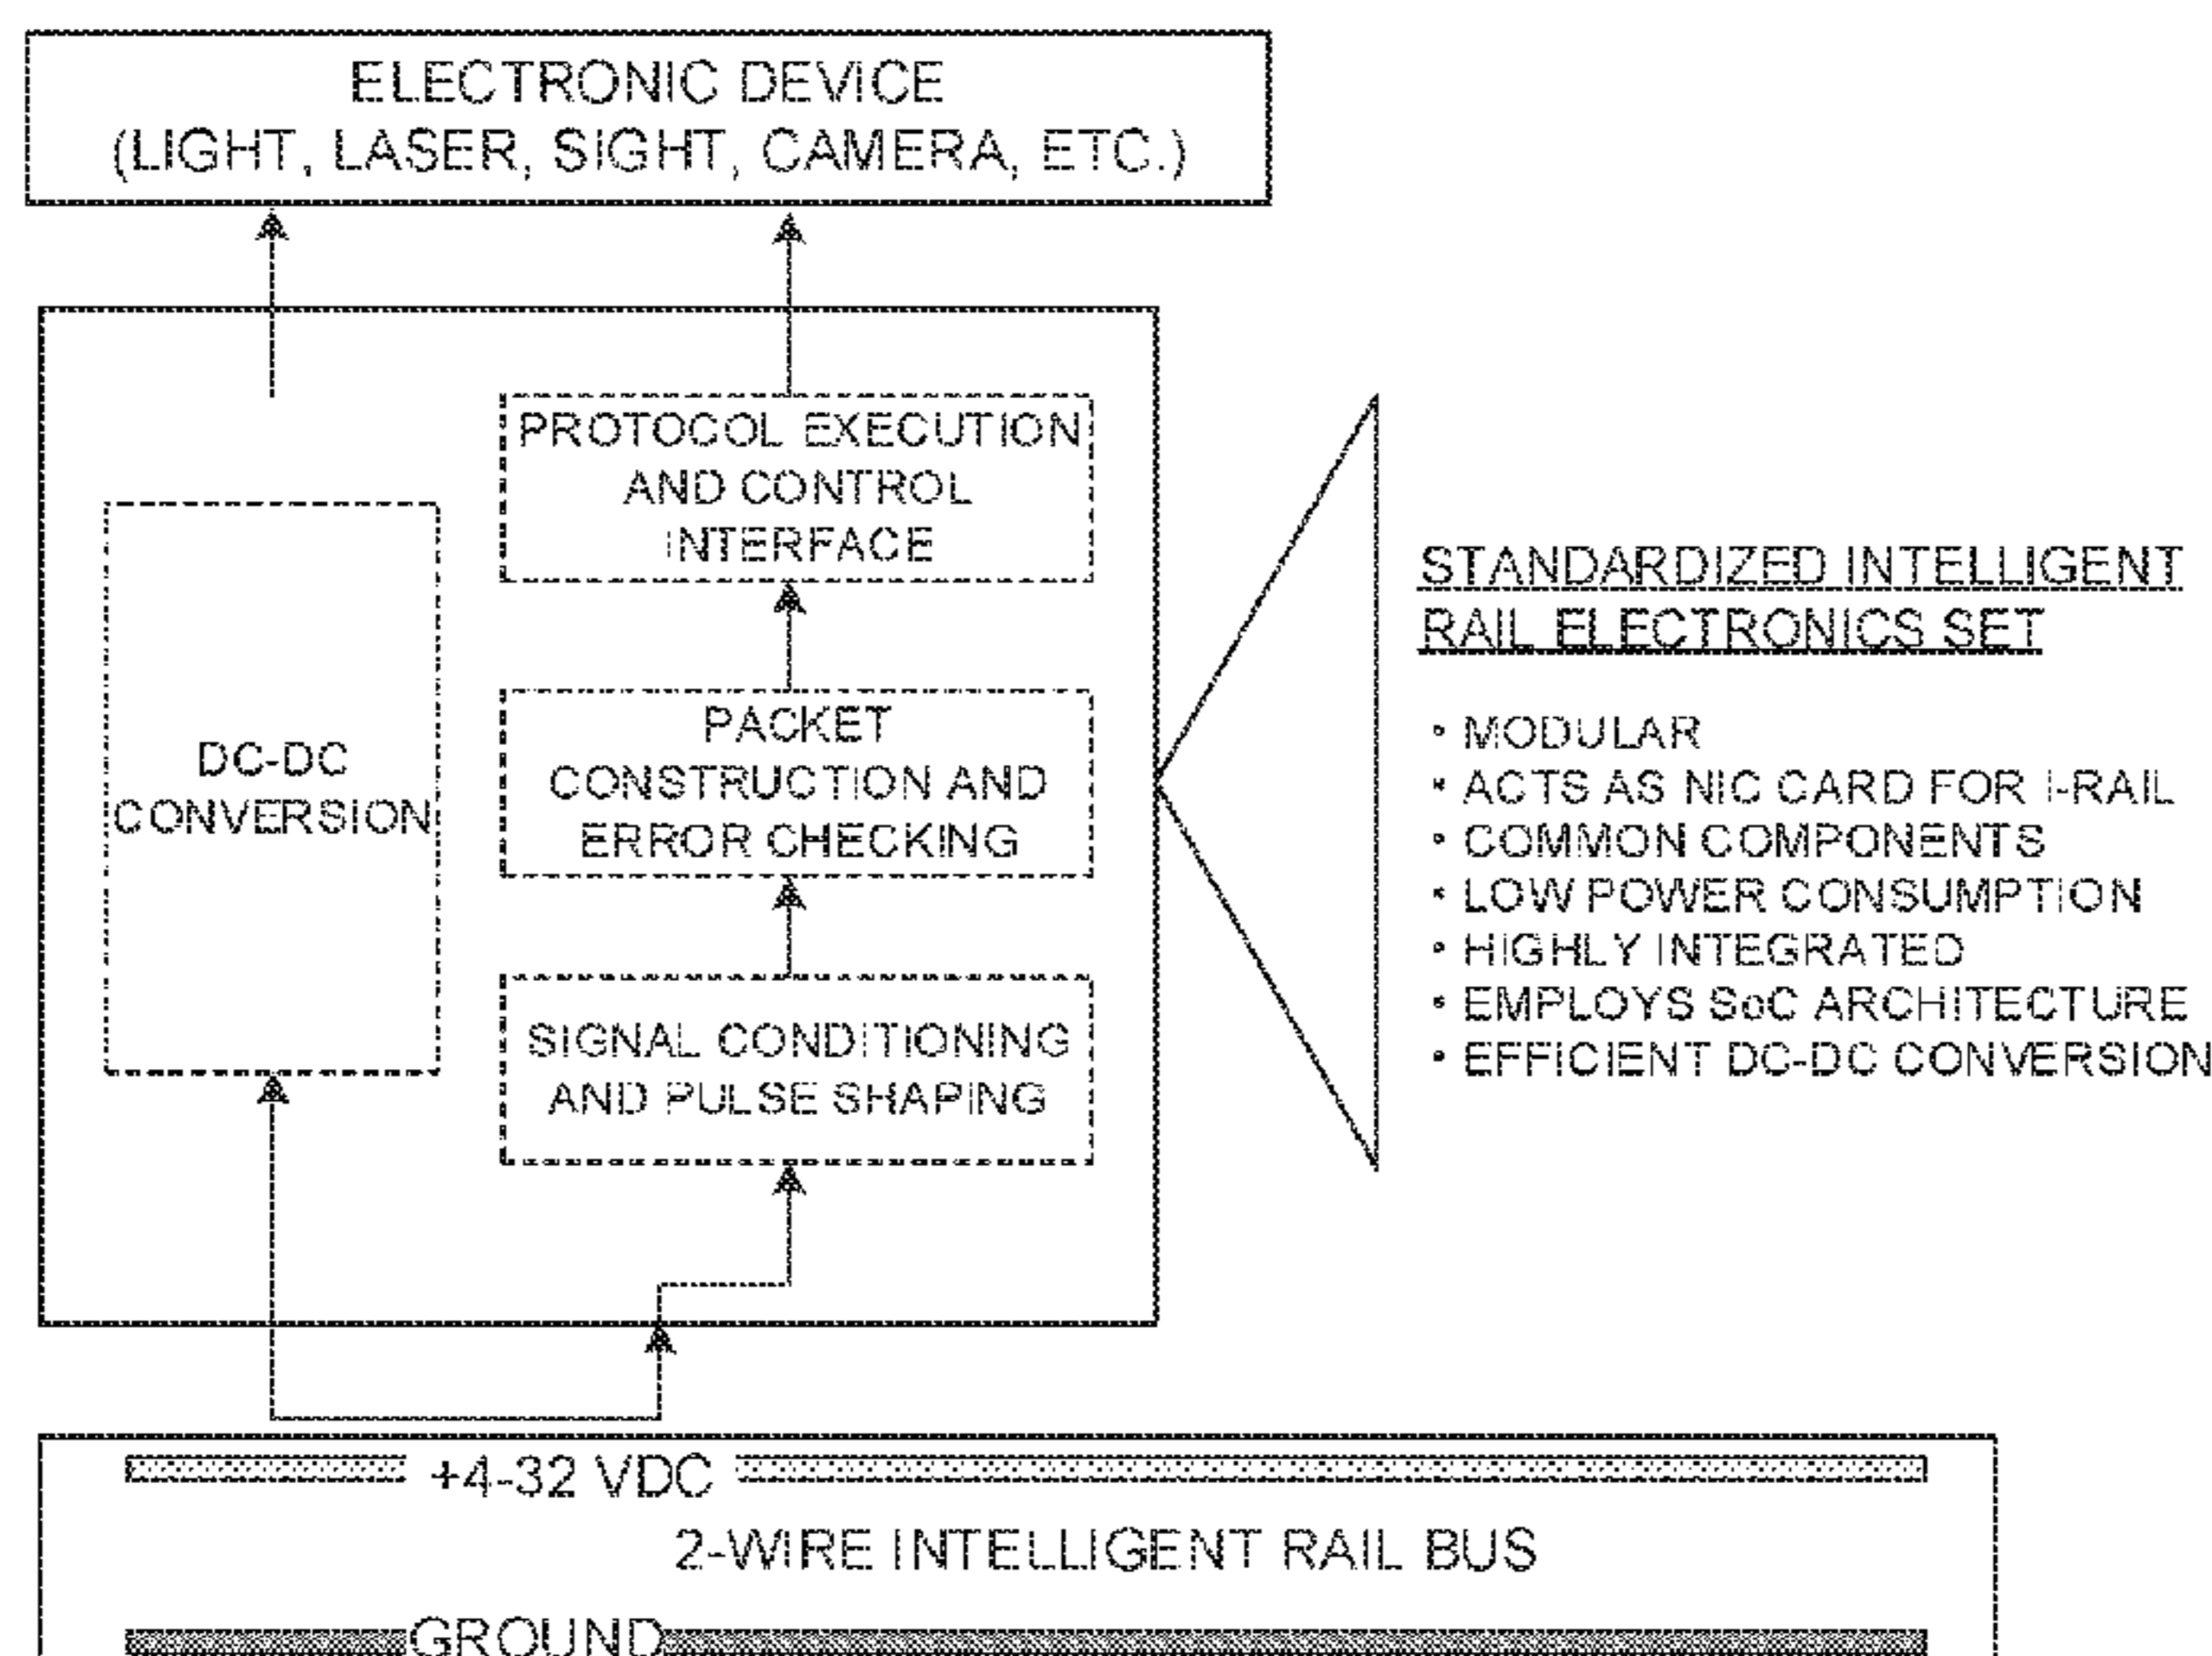 ELECTRONIC DEVICE
(LIGHT, LASER, SIGHT, CAMERA, ETC.)
PROTOCOL EXECUTION
AND CONTROL
INTERFACE
DC-DC
CONVERSION
PACKET
CONSTRUCTION AND
ERROR CHECKING
SIGNAL CONDITIONING
AND PULSE SHAPING
STANDARDIZED INTELLIGENT
RAIL ELECTRONICS SET
• MODULAR
• ACTS AS NIC CARD FOR I-RAIL
• COMMON COMPONENTS
• LOW POWER CONSUMPTION
• HIGHLY INTEGRATED
• EMPLOYS SoC ARCHITECTURE
• EFFICIENT DC-DC CONVERSION
+4-32 VDC
2-WIRE INTELLIGENT RAIL BUS
GROUND